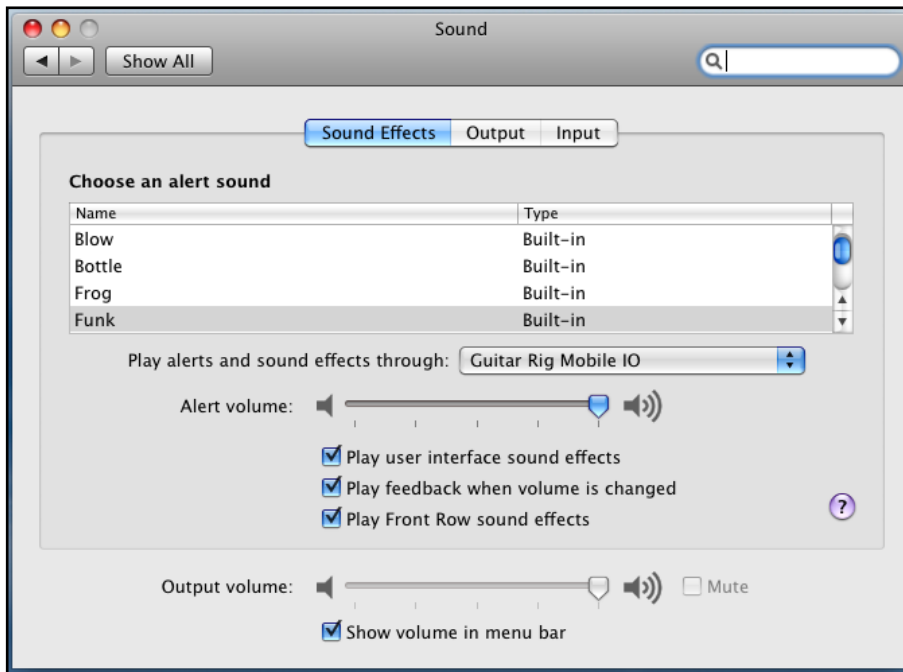 Sound
Show All
Sound Effects Output Input
Choose an alert sound
Name Type
Blow Built-in
Bottle Built-in
Frog Built-in
Funk Built-in
Play alerts and sound effects through: Guitar Rig Mobile IO
Alert volume:
Play user interface sound effects
Play feedback when volume is changed
Play Front Row sound effects
?
Output volume: Mute
Show volume in menu bar